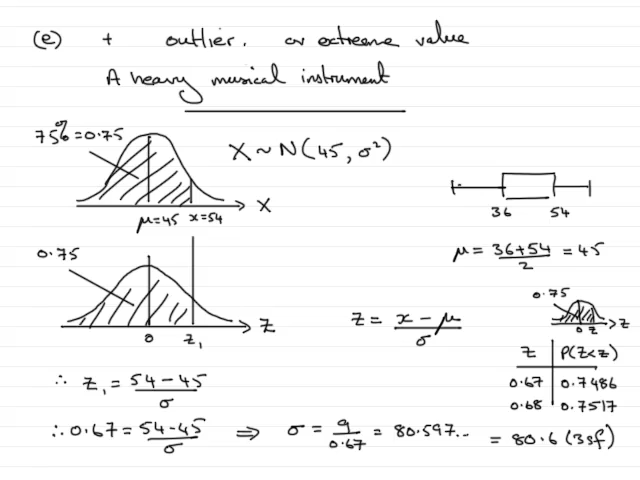 (e) + outlier. or extreme value
A heavy musical instrument
75% = 0.75
X ~ N(45, σ²)
μ=45 x=54 X
36 54
μ = 36+54 / 2 = 45
0.75
0 z₁ Z
Z = x − μ / σ
0.75
0 z Z
Z P(Z<z)
0.67 0.7486
0.68 0.7517
∴ z₁ = 54 − 45 / σ
∴ 0.67 = 54 − 45 / σ ⇒ σ = 9 / 0.67 = 80.597.. = 80.6 (3sf)